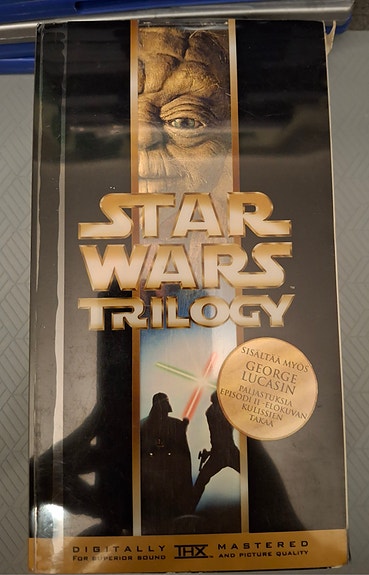 STAR
WARS
TRILOGY
SISÄLTÄÄ MYÖS
GEORGE
LUCASIN
PALJASTUKSIA
EPISODI II-ELOKUVAN
KULISSIEN
TAKAA
DIGITALLY THX MASTERED
FOR SUPERIOR SOUND AND PICTURE QUALITY